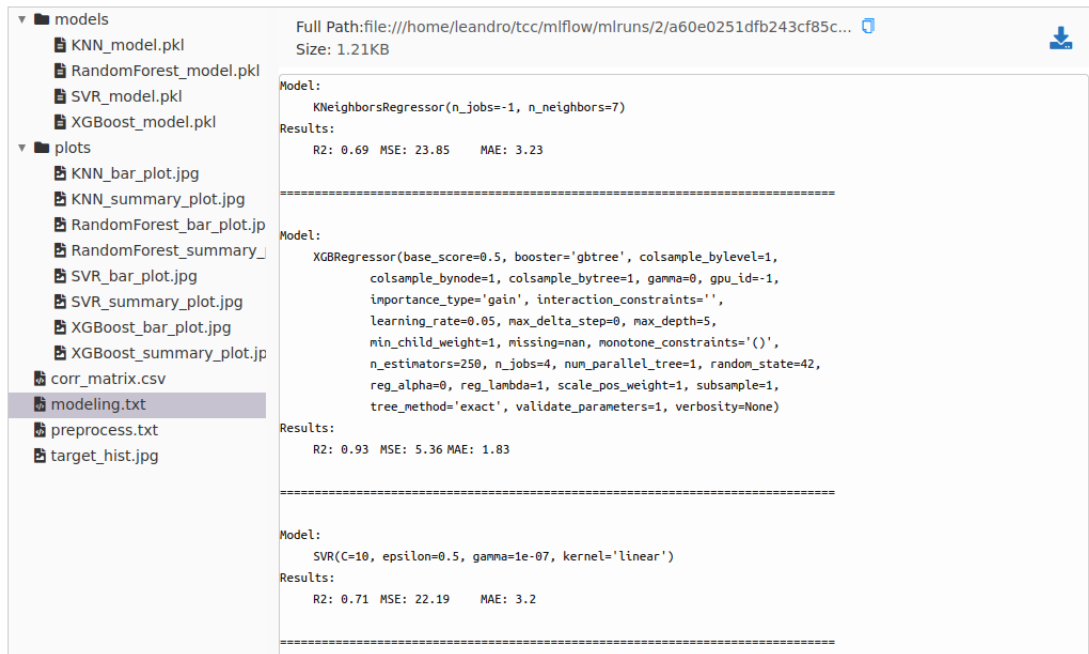 models
KNN_model.pkl
RandomForest_model.pkl
SVR_model.pkl
XGBoost_model.pkl
plots
KNN_bar_plot.jpg
KNN_summary_plot.jpg
RandomForest_bar_plot.jp
RandomForest_summary_
SVR_bar_plot.jpg
SVR_summary_plot.jpg
XGBoost_bar_plot.jpg
XGBoost_summary_plot.jp
corr_matrix.csv
modeling.txt
preprocess.txt
target_hist.jpg
Full Path:file:///home/leandro/tcc/mlflow/mlruns/2/a60e0251dfb243cf85c...
Size: 1.21KB
Model:
KNeighborsRegressor(n_jobs=-1, n_neighbors=7)
Results:
R2: 0.69 MSE: 23.85 MAE: 3.23
================================================================================
Model:
XGBRegressor(base_score=0.5, booster='gbtree', colsample_bylevel=1,
colsample_bynode=1, colsample_bytree=1, gamma=0, gpu_id=-1,
importance_type='gain', interaction_constraints='',
learning_rate=0.05, max_delta_step=0, max_depth=5,
min_child_weight=1, missing=nan, monotone_constraints='()',
n_estimators=250, n_jobs=4, num_parallel_tree=1, random_state=42,
reg_alpha=0, reg_lambda=1, scale_pos_weight=1, subsample=1,
tree_method='exact', validate_parameters=1, verbosity=None)
Results:
R2: 0.93 MSE: 5.36 MAE: 1.83
================================================================================
Model:
SVR(C=10, epsilon=0.5, gamma=1e-07, kernel='linear')
Results:
R2: 0.71 MSE: 22.19 MAE: 3.2
================================================================================